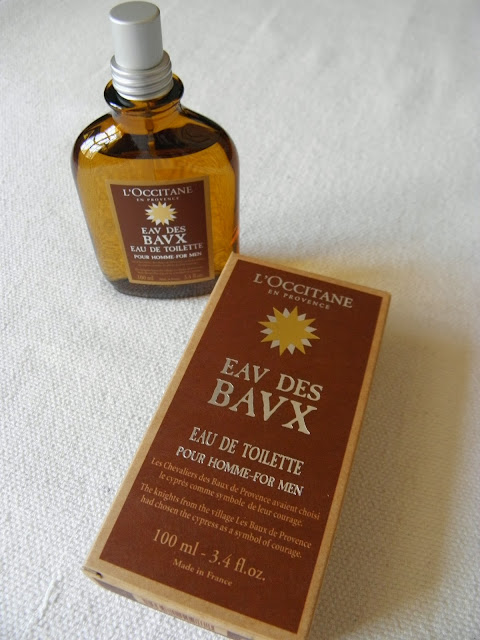 L'OCCITANE
EN PROVENCE
EAV DES
BAVX
EAU DE TOILETTE
POUR HOMME-FOR MEN
L'OCCITANE
EN PROVENCE
EAV DES
BAVX
EAU DE TOILETTE
POUR HOMME-FOR MEN
Les Chevaliers des Baux de Provence avaient choisi
le cyprès comme symbole de leur courage.
The knights from the village Les Baux de Provence
had chosen the cypress as a symbol of courage.
100 ml - 3.4 fl.oz.
Made in France